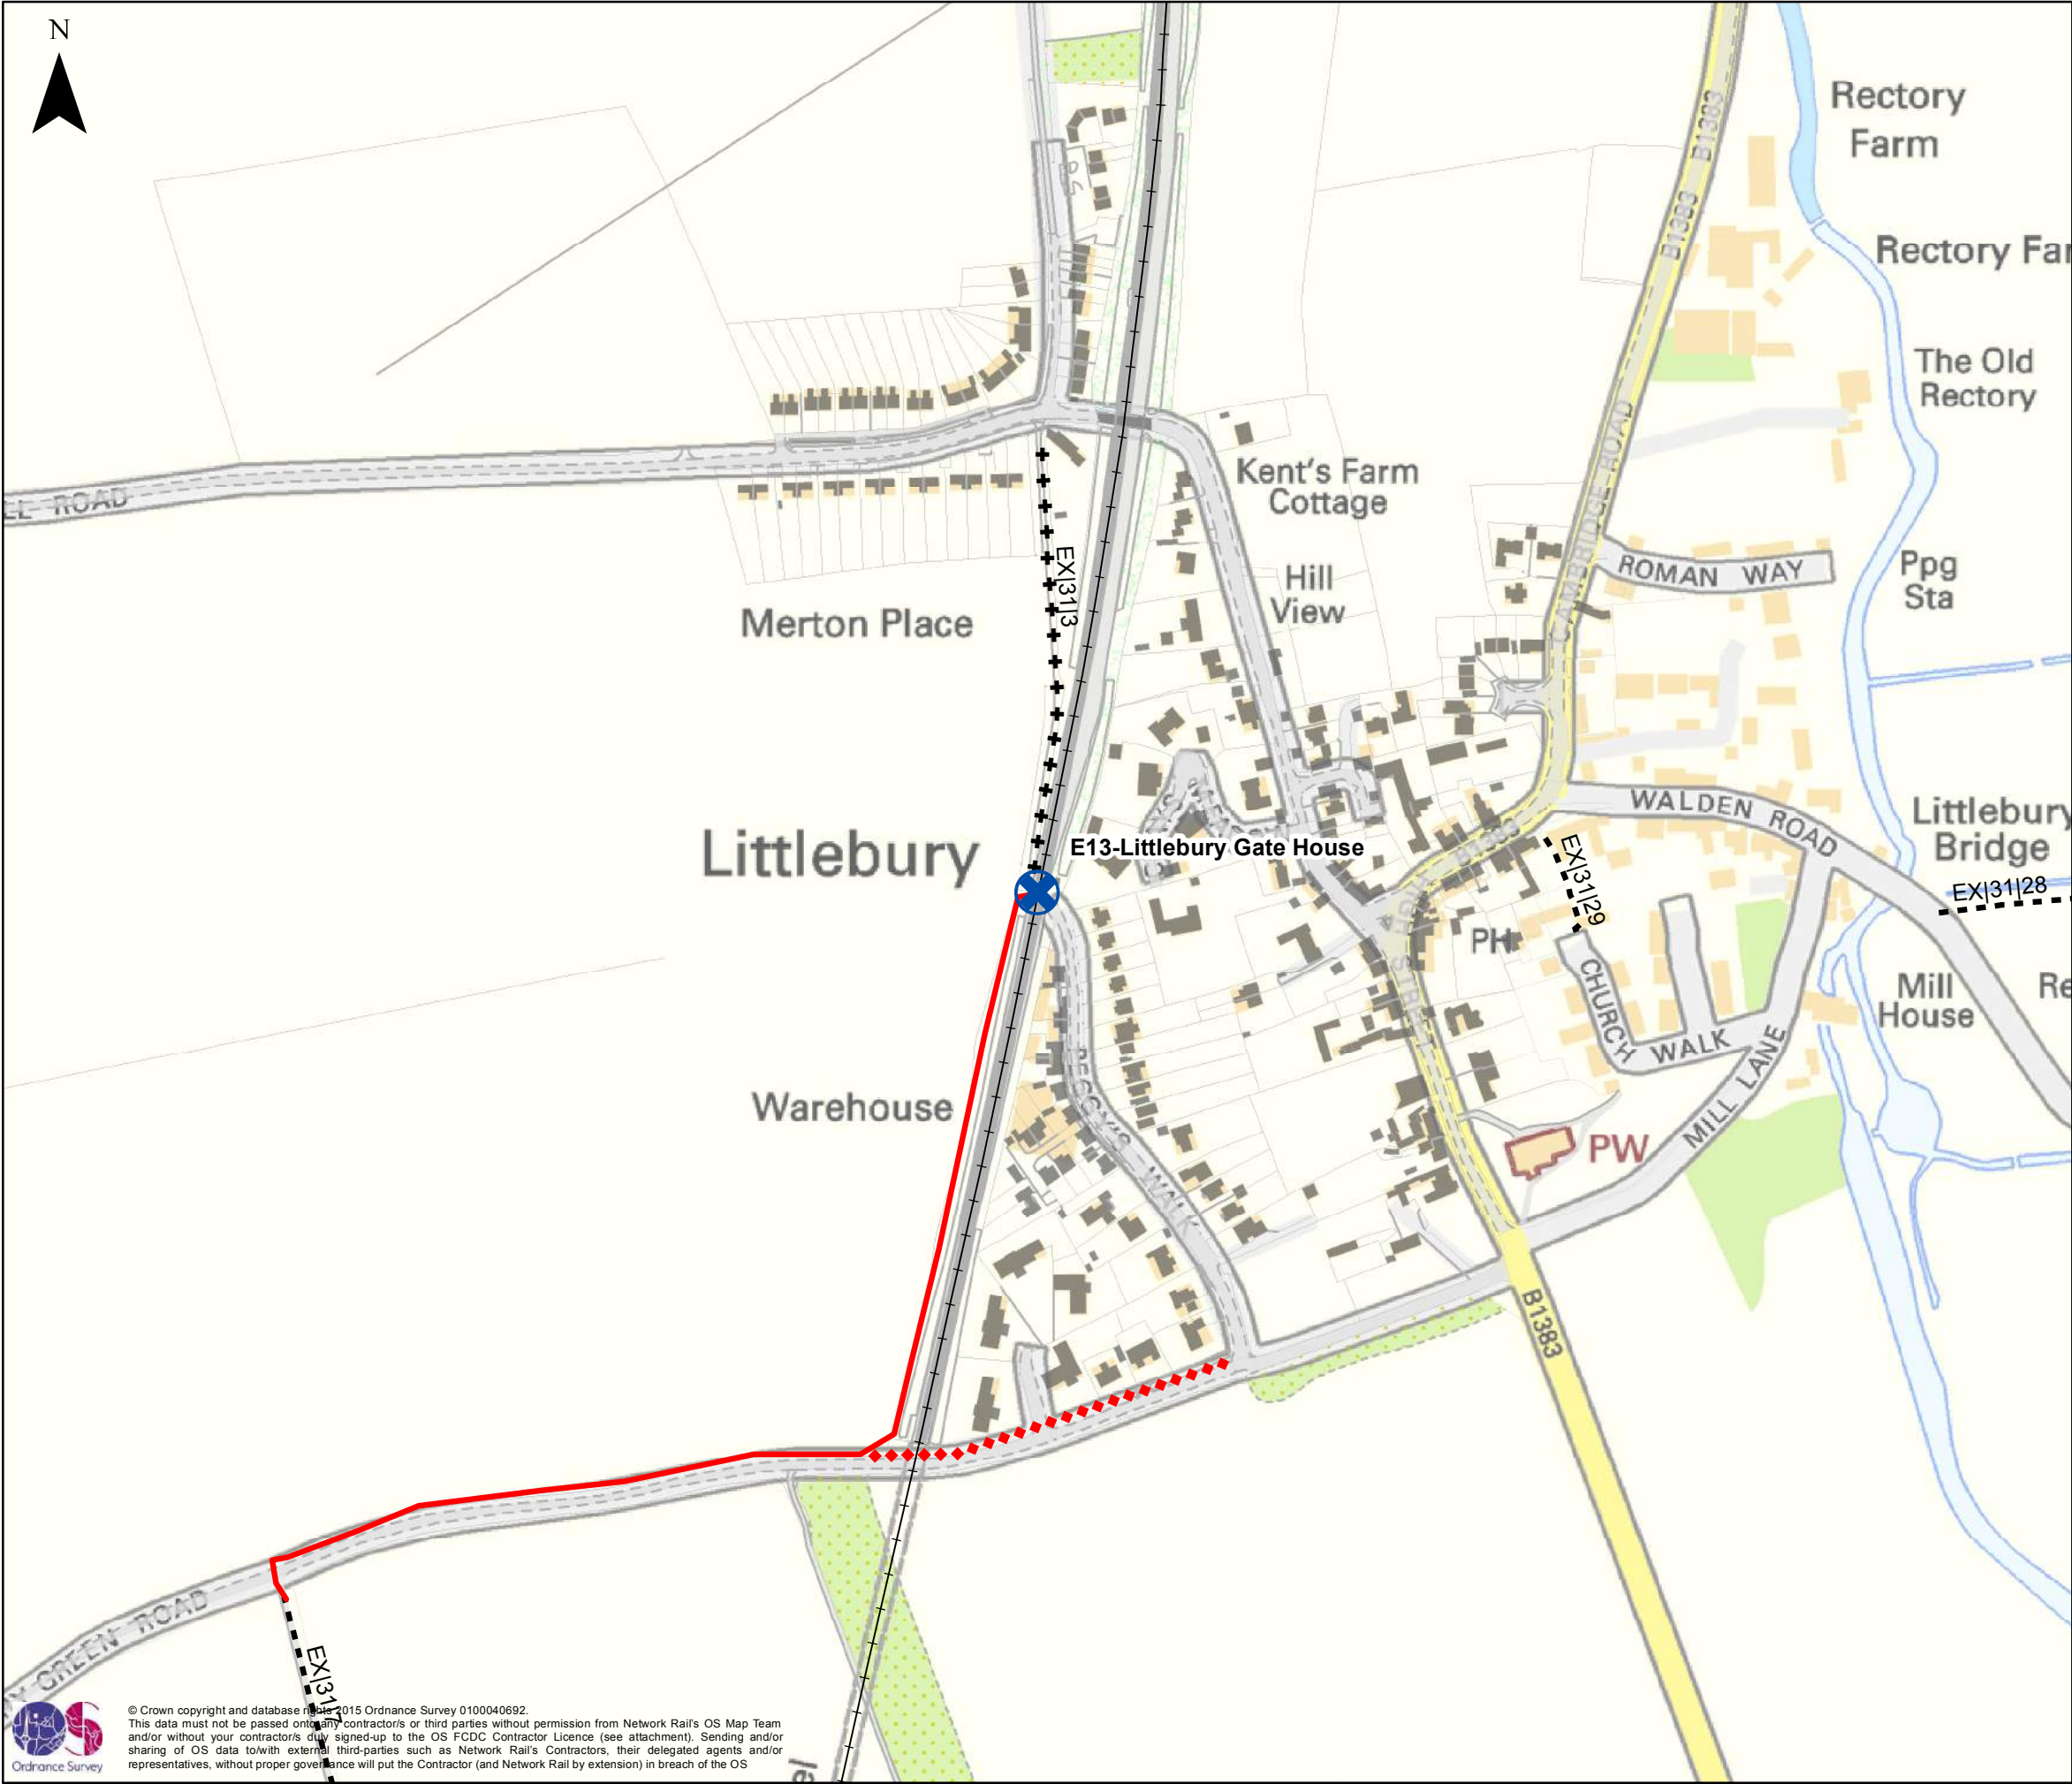 N
Rectory
Farm
B1383
B1383
Rectory Far
The Old
Rectory
CAMBRIDGE ROAD
Kent's Farm
Cottage
LL ROAD
EX|31|3
ROMAN WAY
Ppg
Sta
Hill
View
Merton Place
WALDEN ROAD
Littlebury
Bridge
Littlebury
E13-Littlebury Gate House
B1383
EX|31|29
EX|31|28
HIGH STREET
PH
CHURCH WALK
Mill
House
Re
PEGGYS WALK
Warehouse
MILL LANE
PW
B1383
GREEN ROAD
EX|31|7
Ordnance Survey
© Crown copyright and database rights 2015 Ordnance Survey 0100040692.
This data must not be passed onto any contractor/s or third parties without permission from Network Rail's OS Map Team
and/or without your contractor/s duly signed-up to the OS FCDC Contractor Licence (see attachment). Sending and/or
sharing of OS data to/with external third-parties such as Network Rail's Contractors, their delegated agents and/or
representatives, without proper governance will put the Contractor (and Network Rail by extension) in breach of the OS
el